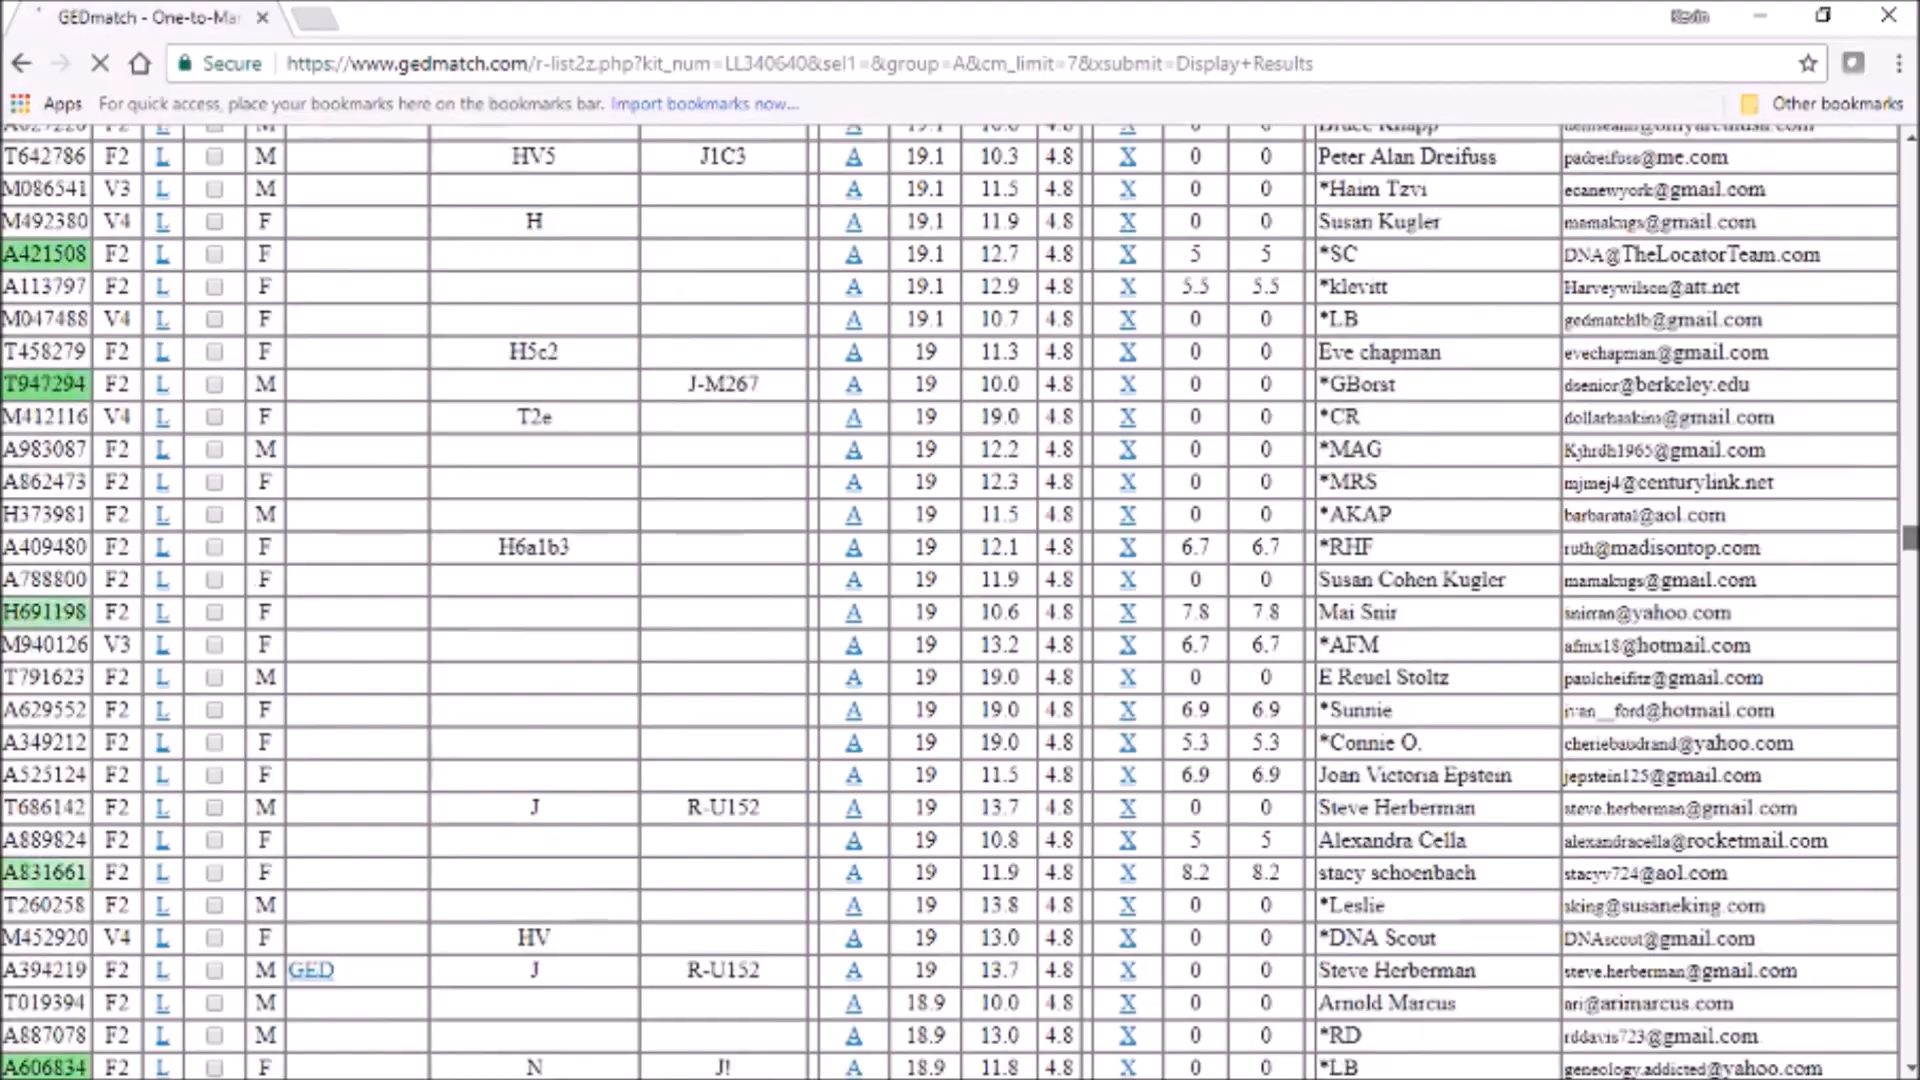 GEDmatch - One-to-Ma
Kevin
Secure https://www.gedmatch.com/r-list2z.php?kit_num=LL340640&sel1=&group=A&cm_limit=7&xsubmit=Display+Results
Apps For quick access, place your bookmarks here on the bookmarks bar. Import bookmarks now... Other bookmarks
F2 L M A 19.1 4.8 X 0 0 Bruce Knapp
T642786 F2 L M HV5 J1C3 A 19.1 10.3 4.8 X 0 0 Peter Alan Dreifuss padreifuss@me.com
M086541 V3 L M A 19.1 11.5 4.8 X 0 0 *Haim Tzvi ecanewyork@gmail.com
M492380 V4 L F H A 19.1 11.9 4.8 X 0 0 Susan Kugler mamakugs@gmail.com
A421508 F2 L F A 19.1 12.7 4.8 X 5 5 *SC DNA@TheLocatorTeam.com
A113797 F2 L F A 19.1 12.9 4.8 X 5.5 5.5 *klevitt Harveywilson@att.net
M047488 V4 L F A 19.1 10.7 4.8 X 0 0 *LB gedmatchlb@gmail.com
T458279 F2 L F H5c2 A 19 11.3 4.8 X 0 0 Eve chapman evechapman@gmail.com
T947294 F2 L M J-M267 A 19 10.0 4.8 X 0 0 *GBorst dsenior@berkeley.edu
M412116 V4 L F T2e A 19 19.0 4.8 X 0 0 *CR dollarhaskins@gmail.com
A983087 F2 L M A 19 12.2 4.8 X 0 0 *MAG Kjhrdh1965@gmail.com
A862473 F2 L F A 19 12.3 4.8 X 0 0 *MRS mjmej4@centurylink.net
H373981 F2 L M A 19 11.5 4.8 X 0 0 *AKAP
A409480 F2 L F H6a1b3 A 19 12.1 4.8 X 6.7 6.7 *RHF ruth@madisontop.com
A788800 F2 L F A 19 11.9 4.8 X 0 0 Susan Cohen Kugler mamakugs@gmail.com
H691198 F2 L F A 19 10.6 4.8 X 7.8 7.8 Mai Snir snirran@yahoo.com
M940126 V3 L F A 19 13.2 4.8 X 6.7 6.7 *AFM afmx18@hotmail.com
T791623 F2 L M A 19 19.0 4.8 X 0 0 E Reuel Stoltz paulcheifitz@gmail.com
A629552 F2 L F A 19 19.0 4.8 X 6.9 6.9 *Sunnie ivan__ford@hotmail.com
A349212 F2 L F A 19 19.0 4.8 X 5.3 5.3 *Connie O. cheriebaudrand@yahoo.com
A525124 F2 L F A 19 11.5 4.8 X 6.9 6.9 Joan Victoria Epstein jepstein125@gmail.com
T686142 F2 L M J R-U152 A 19 13.7 4.8 X 0 0 Steve Herberman steve.herberman@gmail.com
A889824 F2 L F A 19 10.8 4.8 X 5 5 Alexandra Cella alexandracella@rocketmail.com
A831661 F2 L F A 19 11.9 4.8 X 8.2 8.2 stacy schoenbach stacyv724@aol.com
T260258 F2 L M A 19 13.8 4.8 X 0 0 *Leslie sking@susaneking.com
M452920 V4 L F HV A 19 13.0 4.8 X 0 0 *DNA Scout DNAscout@gmail.com
A394219 F2 L M GED J R-U152 A 19 13.7 4.8 X 0 0 Steve Herberman steve.herberman@gmail.com
T019394 F2 L M A 18.9 10.0 4.8 X 0 0 Arnold Marcus ari@arimarcus.com
A887078 F2 L M A 18.9 13.0 4.8 X 0 0 *RD rddavis723@gmail.com
A606834 F2 L F N J! A 18.9 11.8 4.8 X 0 0 *LB geneology.addicted@yahoo.com